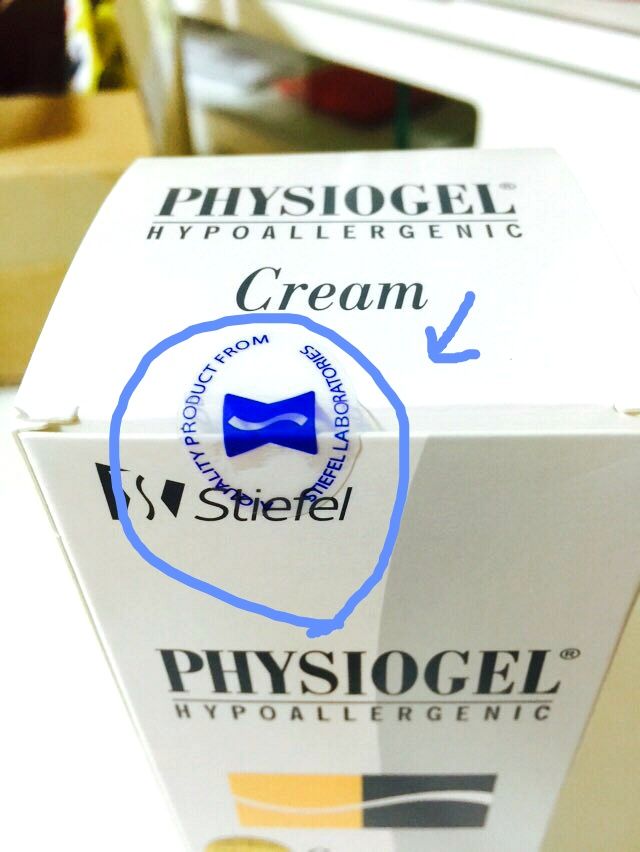 PHYSIOGEL®
HYPOALLERGENIC
Cream
A QUALITY PRODUCT FROM
STIEFEL LABORATORIES
Stiefel
PHYSIOGEL®
HYPOALLERGENIC